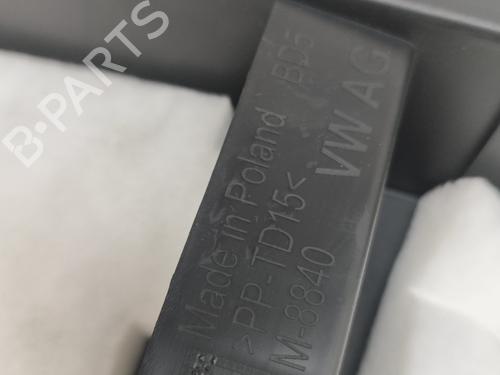 B-PARTS
Made in Poland BD5
>PP-TD15< VW AG
M-8840